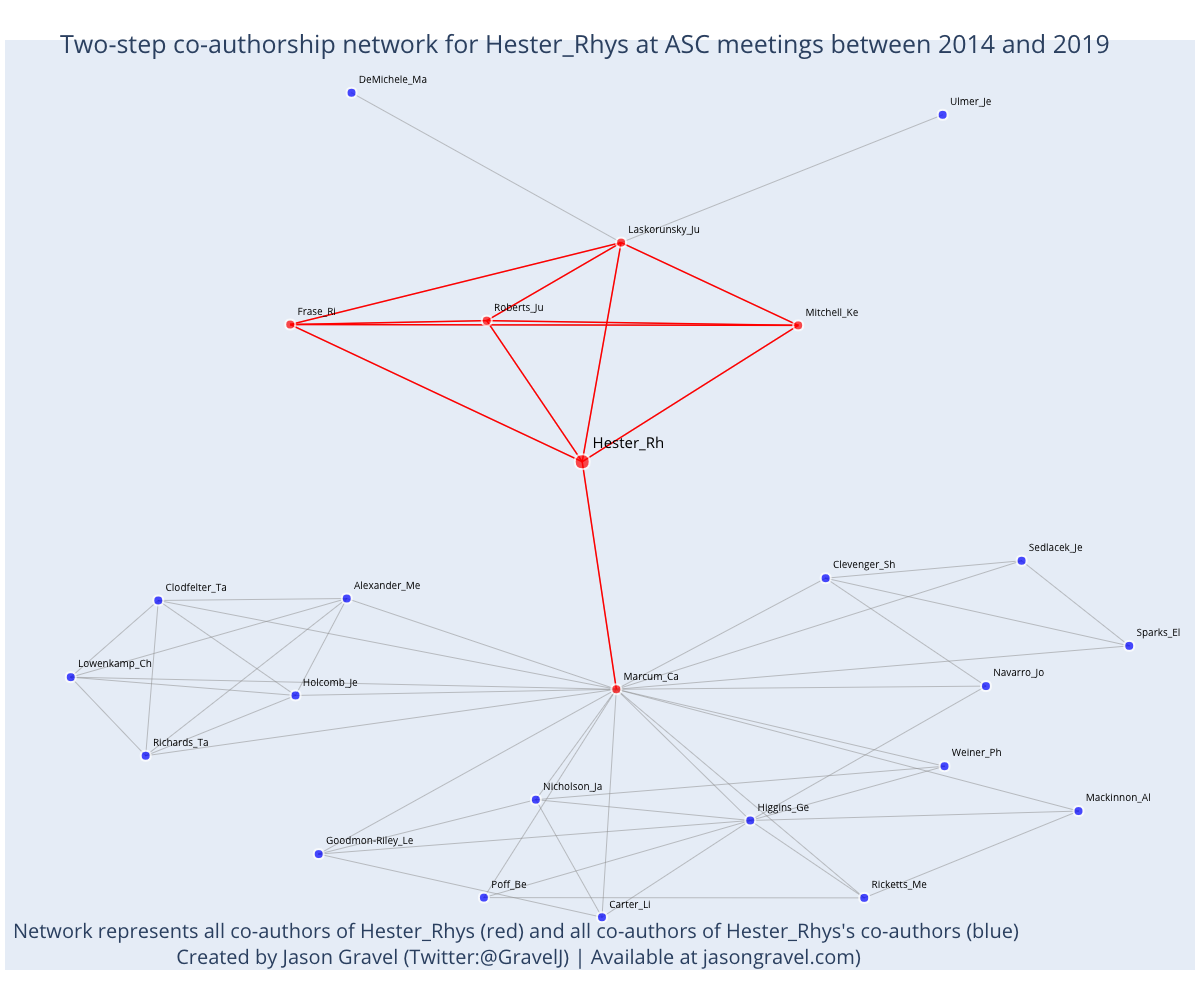 Two-step co-authorship network for Hester_Rhys at ASC meetings between 2014 and 2019
DeMichele_Ma
Ulmer_Je
Laskorunsky_Ju
Frase_Ri
Roberts_Ju
Mitchell_Ke
Hester_Rh
Sedlacek_Je
Clevenger_Sh
Clodfelter_Ta
Alexander_Me
Sparks_El
Lowenkamp_Ch
Holcomb_Je
Marcum_Ca
Navarro_Jo
Richards_Ta
Weiner_Ph
Nicholson_Ja
Higgins_Ge
Mackinnon_Al
Goodmon-Riley_Le
Poff_Be
Ricketts_Me
Carter_Li
Network represents all co-authors of Hester_Rhys (red) and all co-authors of Hester_Rhys's co-authors (blue)
Created by Jason Gravel (Twitter:@GravelJ) | Available at jasongravel.com)